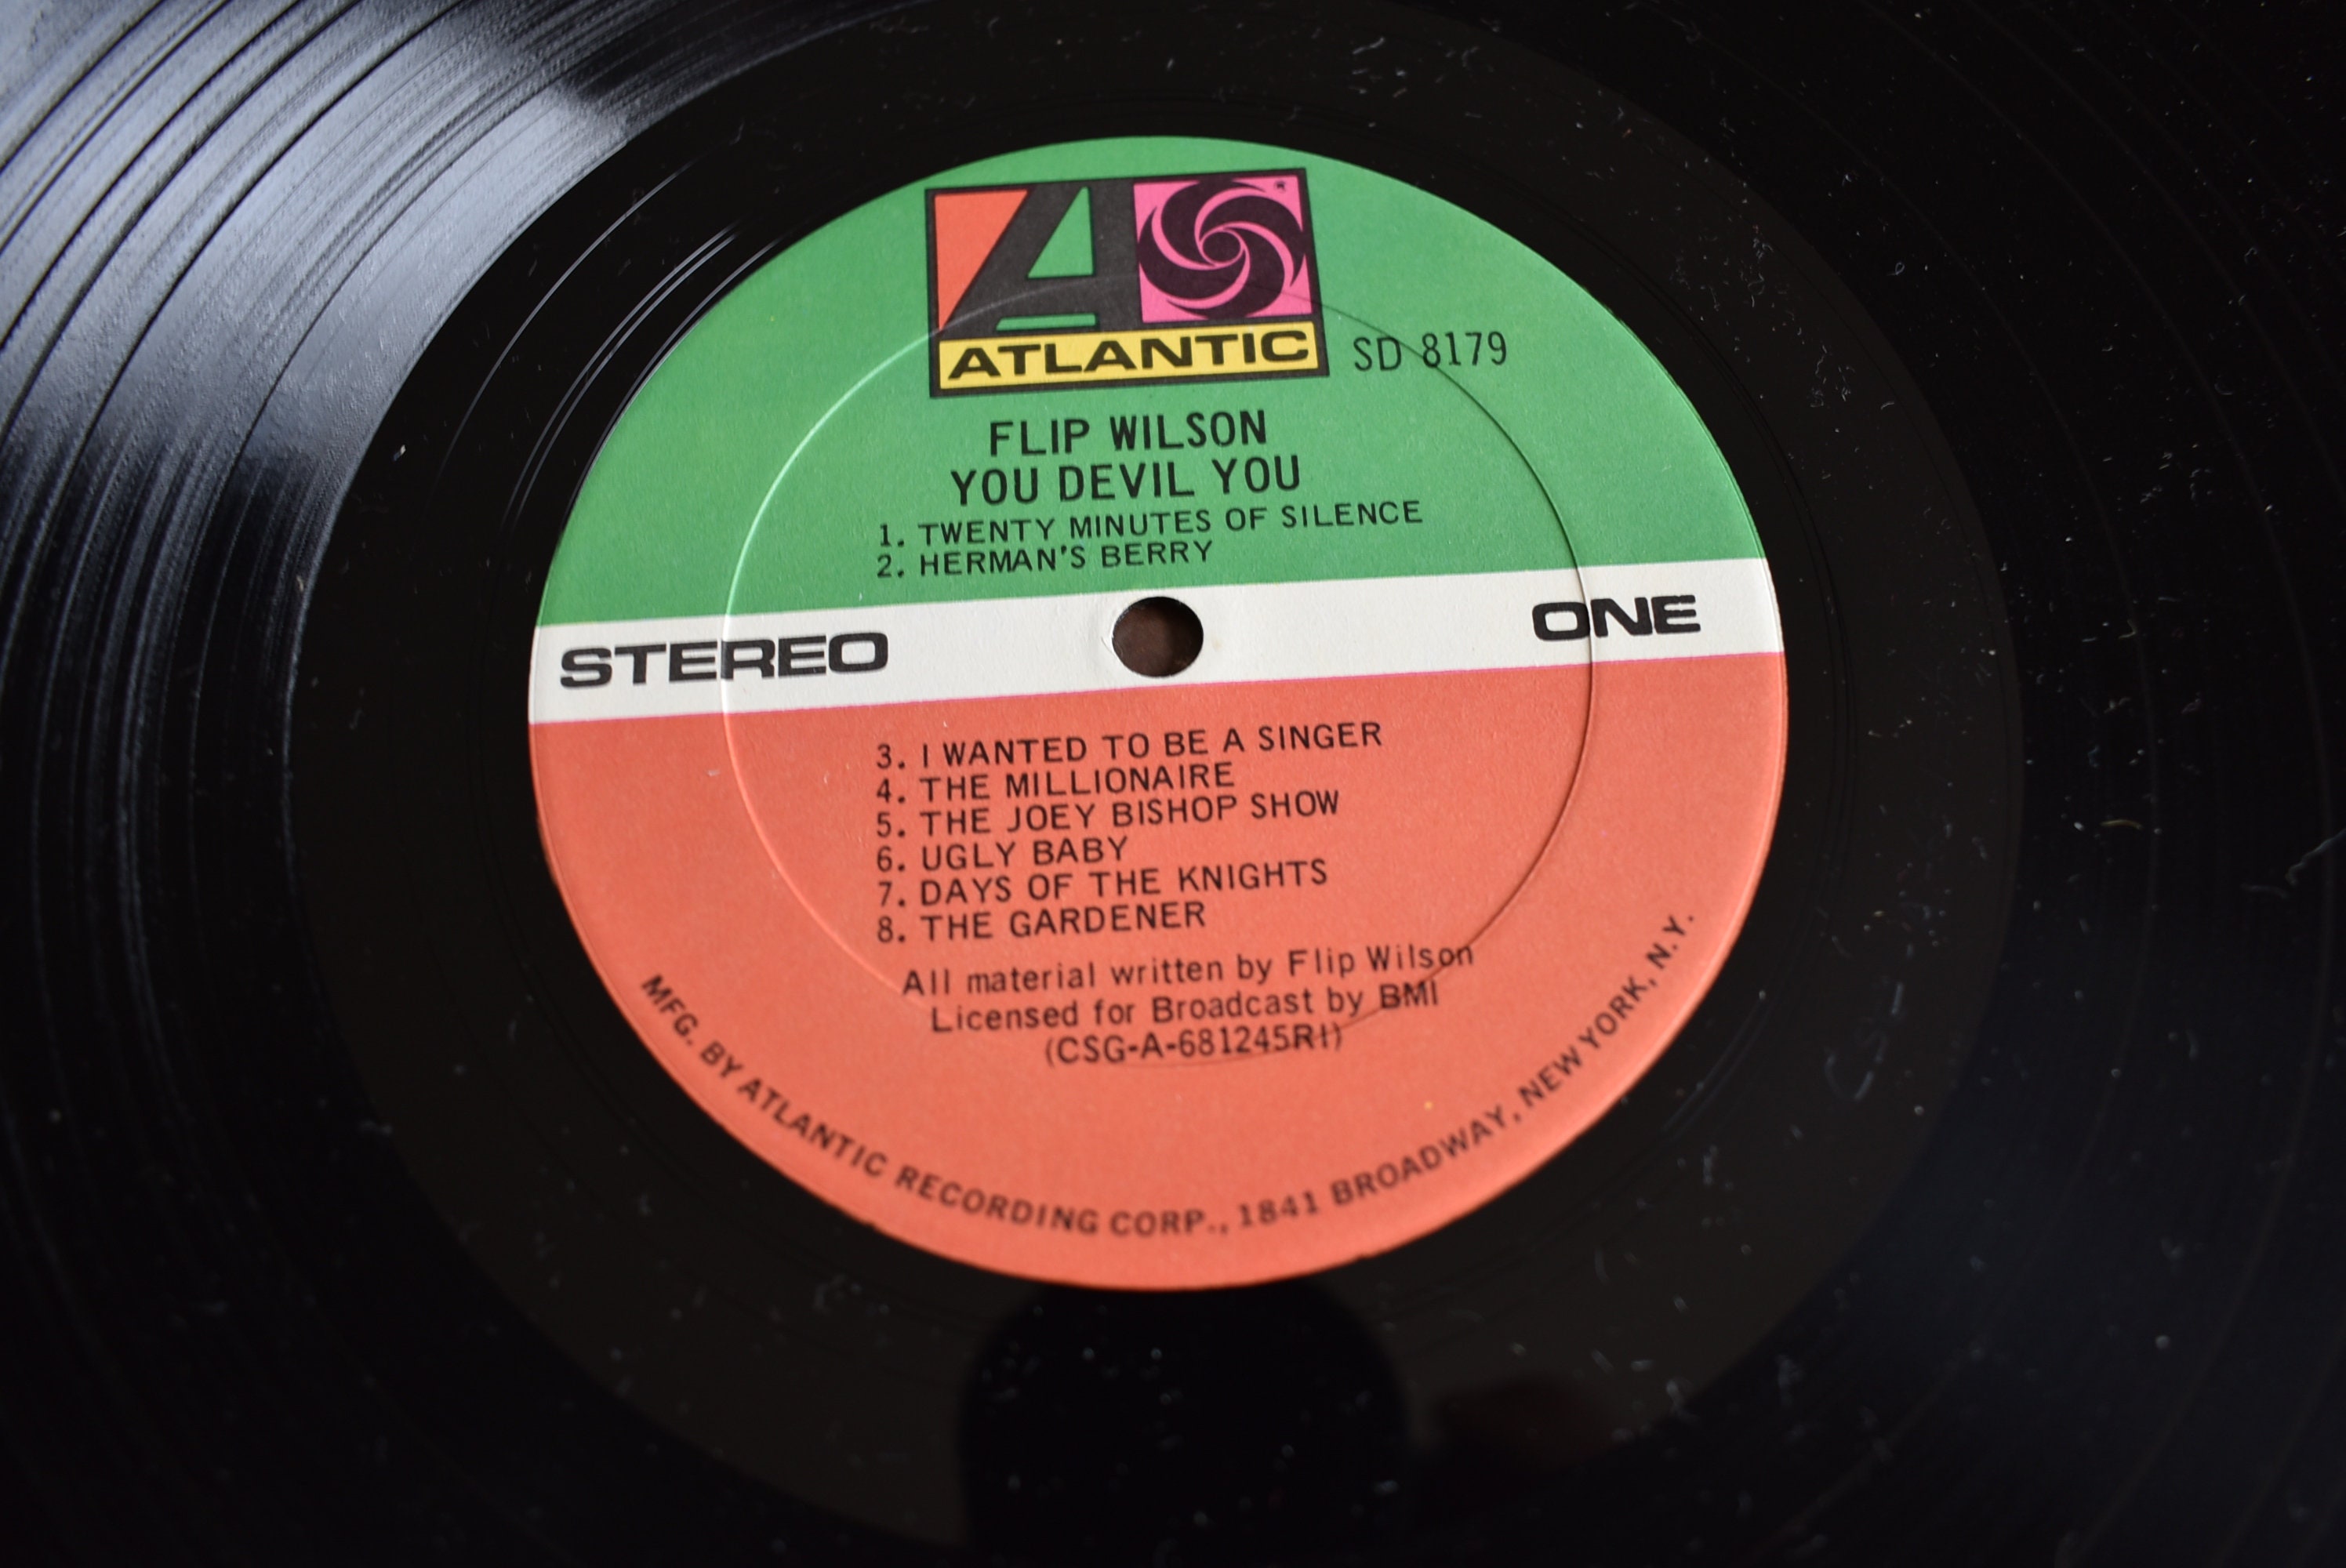 ATLANTIC
SD 8179
FLIP WILSON
YOU DEVIL YOU
1. TWENTY MINUTES OF SILENCE
2. HERMAN'S BERRY
STEREO
ONE
3. I WANTED TO BE A SINGER
4. THE MILLIONAIRE
5. THE JOEY BISHOP SHOW
6. UGLY BABY
7. DAYS OF THE KNIGHTS
8. THE GARDENER
All material written by Flip Wilson
Licensed for Broadcast by BMI
(CSG-A-681245RI)
MFG. BY ATLANTIC RECORDING CORP., 1841 BROADWAY, NEW YORK, N.Y.